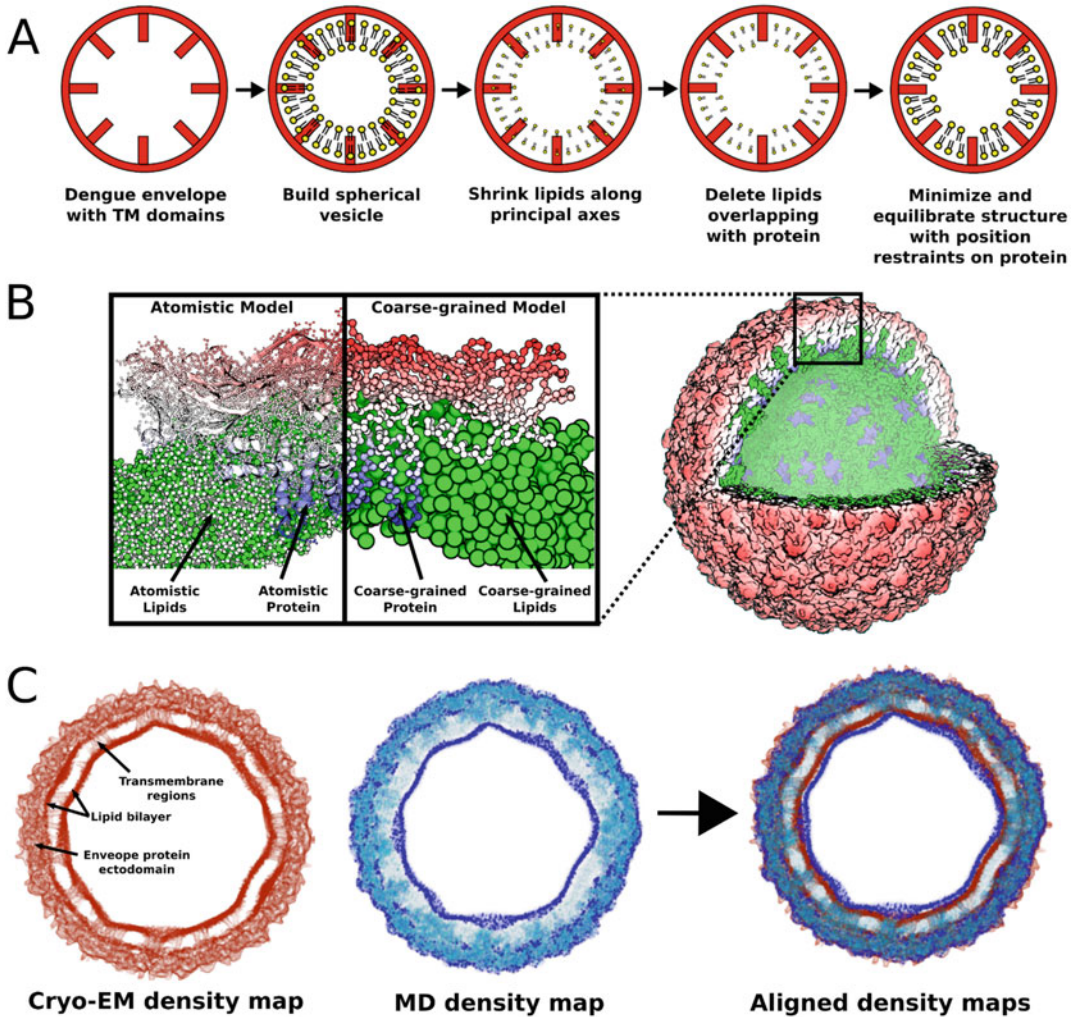 A
Dengue envelope
with TM domains
Build spherical
vesicle
Shrink lipids along
principal axes
Delete lipids
overlapping
with protein
Minimize and
equilibrate structure
with position
restraints on protein
B
Atomistic Model
Coarse-grained Model
Atomistic
Lipids
Atomistic
Protein
Coarse-grained
Protein
Coarse-grained
Lipids
C
Transmembrane
regions
Lipid bilayer
Enveope protein
ectodomain
Cryo-EM density map
MD density map
Aligned density maps